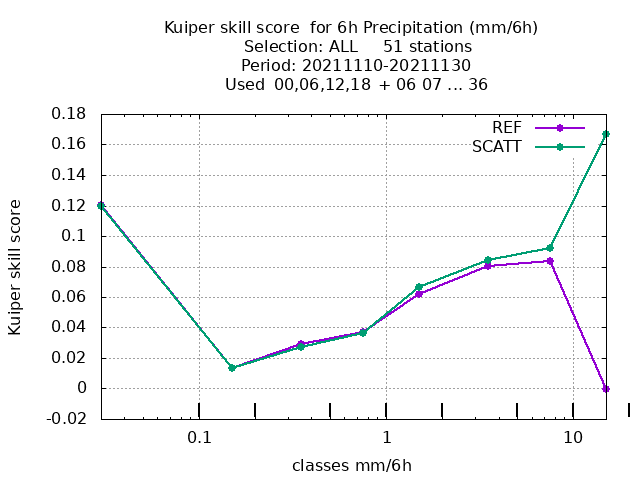 Kuiper skill score  for 6h Precipitation (mm/6h)
Selection: ALL     51 stations
Period: 20211110-20211130
Used  00,06,12,18  + 06 07 ... 36
REF
SCATT
0.18
0.16
0.14
0.12
0.1
0.08
0.06
0.04
0.02
0
-0.02
Kuiper skill score
0.1
1
10
classes mm/6h